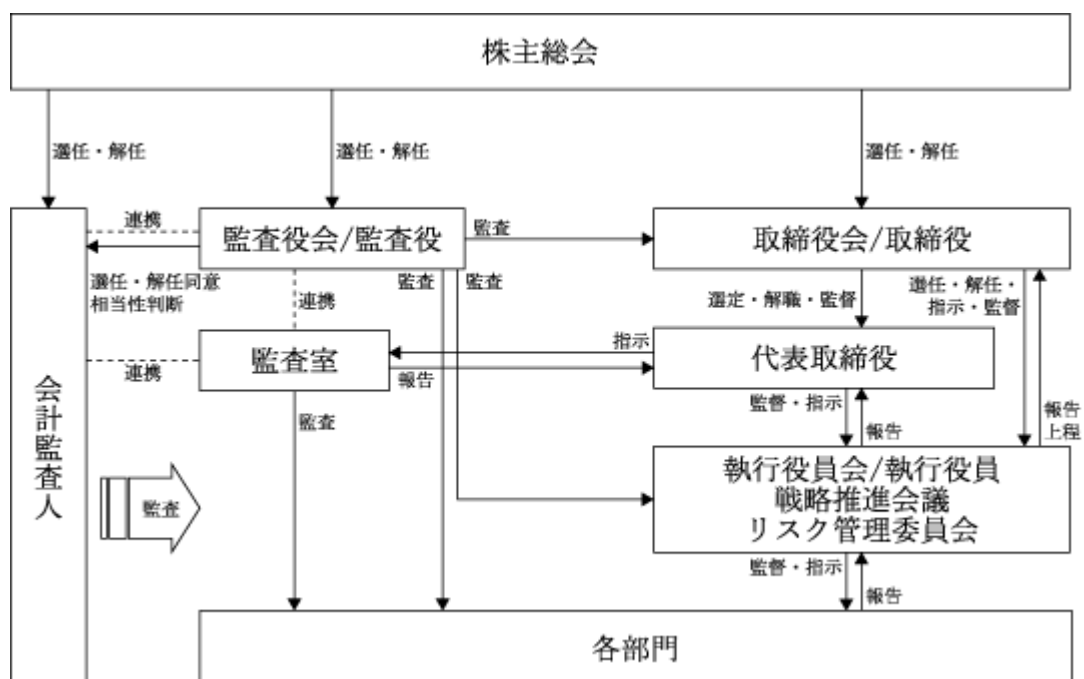 株主総会
選任・解任
選任・解任
選任・解任
連携
監査役会/監査役
監査
取締役会/取締役
選任・解任同意
相当性判断
連携
監査
監査
選定・解職・監督
選任・解任・
指示・監督
監査室
指示
報告
代表取締役
連携
会計監査人
監査
監督・指示
報告
報告
上程
執行役員会/執行役員
戦略推進会議
リスク管理委員会
監査
監督・指示
報告
各部門